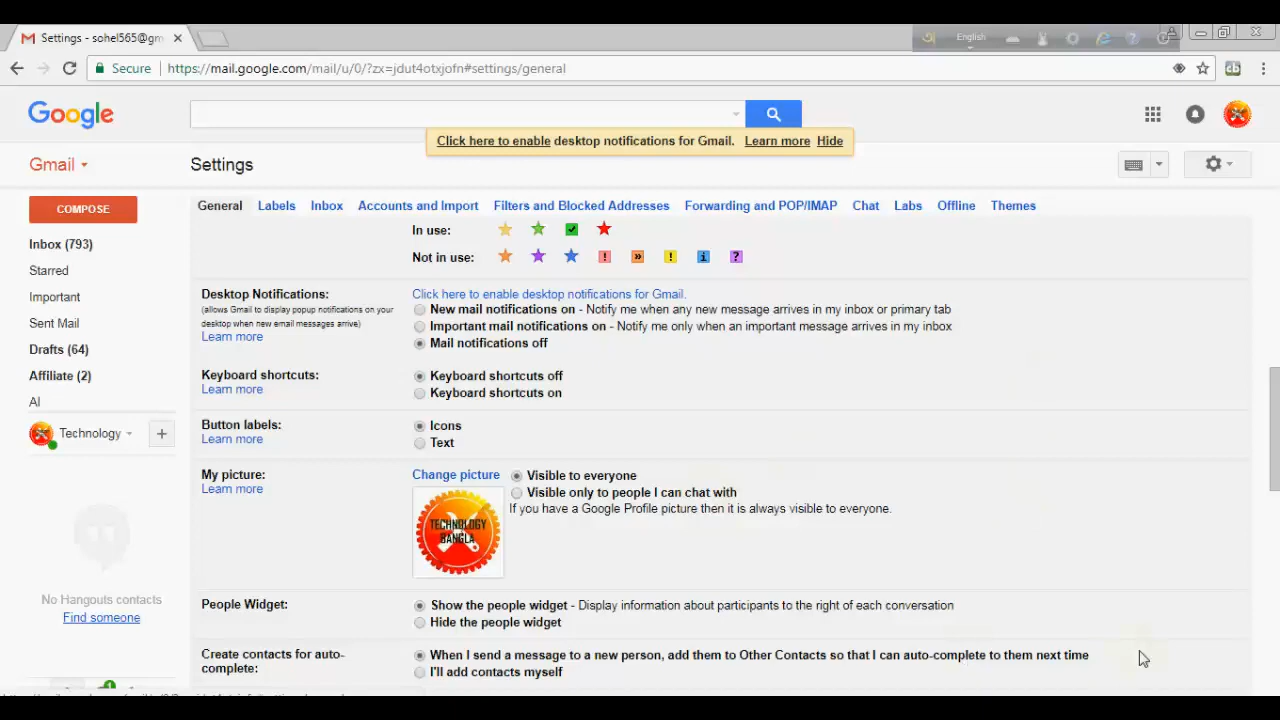 Settings - sohel565@gm
English
Secure
https://mail.google.com/mail/u/0/?zx=jdut4otxjofn#settings/general
Google
Click here to enable desktop notifications for Gmail. Learn more Hide
Gmail
Settings
COMPOSE
General Labels Inbox Accounts and Import Filters and Blocked Addresses Forwarding and POP/IMAP Chat Labs Offline Themes
Inbox (793)
Starred
Important
Sent Mail
Drafts (64)
Affiliate (2)
AI
Technology
No Hangouts contacts
Find someone
In use:
Not in use:
Desktop Notifications:
(allows Gmail to display popup notifications on your
desktop when new email messages arrive)
Learn more
Click here to enable desktop notifications for Gmail.
New mail notifications on - Notify me when any new message arrives in my inbox or primary tab
Important mail notifications on - Notify me only when an important message arrives in my inbox
Mail notifications off
Keyboard shortcuts:
Learn more
Keyboard shortcuts off
Keyboard shortcuts on
Button labels:
Learn more
Icons
Text
My picture:
Learn more
Change picture
TECHNOLOGY
BANGLA
Visible to everyone
Visible only to people I can chat with
If you have a Google Profile picture then it is always visible to everyone.
People Widget:
Show the people widget - Display information about participants to the right of each conversation
Hide the people widget
Create contacts for auto-
complete:
When I send a message to a new person, add them to Other Contacts so that I can auto-complete to them next time
I'll add contacts myself